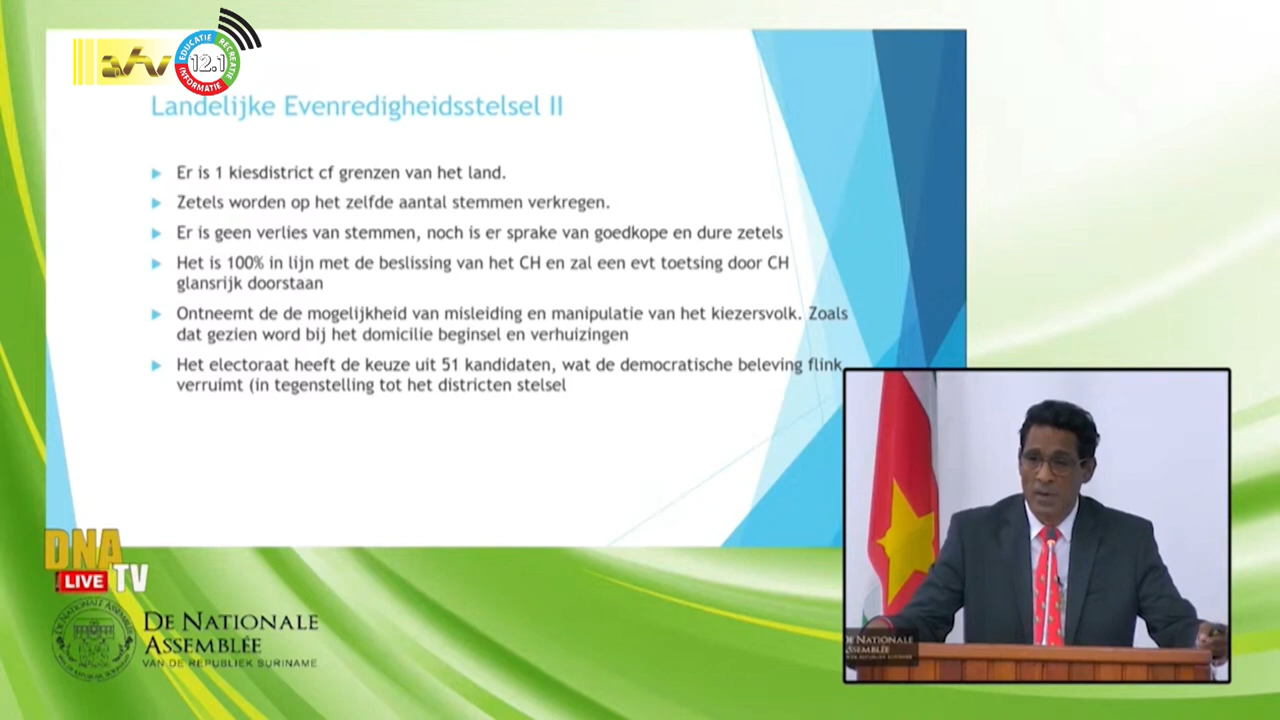 atv
EDUCATIE RECREATIE INFORMATIE
12.1
Landelijke Evenredigheidsstelsel II
Er is 1 kiesdistrict cf grenzen van het land.
Zetels worden op het zelfde aantal stemmen verkregen.
Er is geen verlies van stemmen, noch is er sprake van goedkope en dure zetels
Het is 100% in lijn met de beslissing van het CH en zal een evt toetsing door CH
glansrijk doorstaan
Ontneemt de de mogelijkheid van misleiding en manipulatie van het kiezersvolk. Zoals
dat gezien word bij het domicilie beginsel en verhuizingen
Het electoraat heeft de keuze uit 51 kandidaten, wat de democratische beleving flink
verruimt (in tegenstelling tot het districten stelsel
DNA
LIVE TV
DE NATIONALE
ASSEMBLÉE
VAN DE REPUBLIEK SURINAME
DE NATIONALE
ASSEMBLÉE